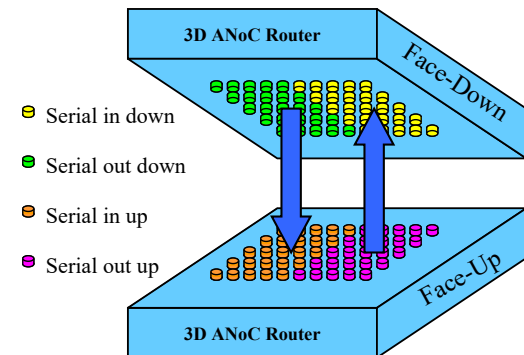 3D ANoC Router
Face-Down
Serial in down
Serial out down
Serial in up
Serial out up
Face-Up
3D ANoC Router